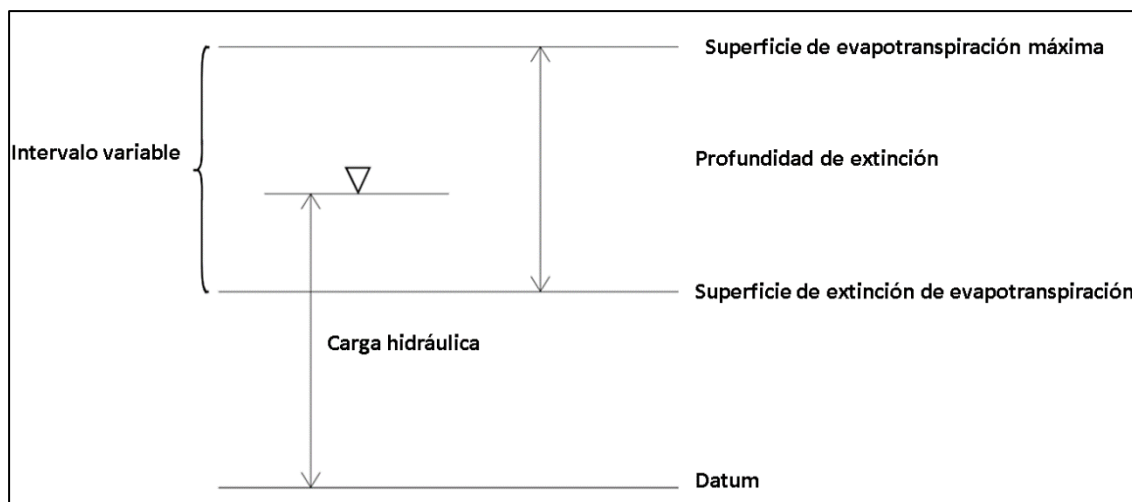 Superficie de evapotranspiración máxima
Intervalo variable
Profundidad de extinción
Superficie de extinción de evapotranspiración
Carga hidráulica
Datum